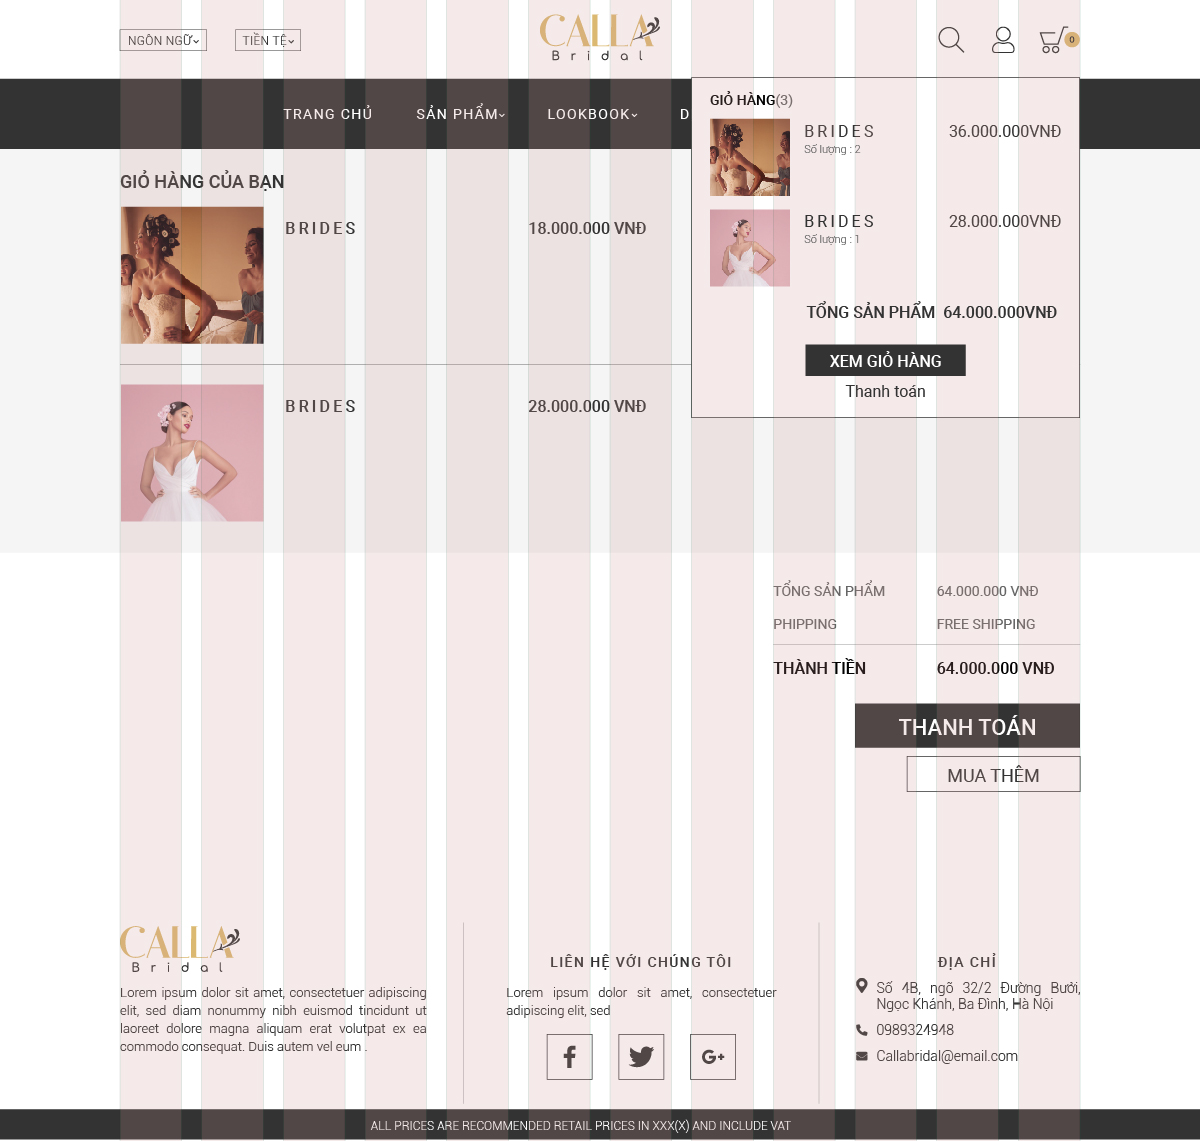 NGÔN NGỮ
TIỀN TỆ
CALLA
Bridal
0
TRANG CHỦ
SẢN PHẨM
LOOKBOOK
D
GIỎ HÀNG(3)
BRIDES
36.000.000VNĐ
Số lượng : 2
BRIDES
28.000.000VNĐ
Số lượng : 1
TỔNG SẢN PHẨM 64.000.000VNĐ
XEM GIỎ HÀNG
Thanh toán
GIỎ HÀNG CỦA BẠN
BRIDES
18.000.000 VNĐ
BRIDES
28.000.000 VNĐ
TỔNG SẢN PHẨM
64.000.000 VNĐ
PHIPPING
FREE SHIPPING
THÀNH TIỀN
64.000.000 VNĐ
THANH TOÁN
MUA THÊM
CALLA
Bridal
Lorem ipsum dolor sit amet, consectetuer adipiscing
elit, sed diam nonummy nibh euismod tincidunt ut
laoreet dolore magna aliquam erat volutpat ex ea
commodo consequat. Duis autem vel eum .
LIÊN HỆ VỚI CHÚNG TÔI
Lorem ipsum dolor sit amet, consectetuer
adipiscing elit, sed
f
G+
ĐỊA CHỈ
Số 4B, ngõ 32/2 Đường Bưởi,
Ngọc Khánh, Ba Đình, Hà Nội
0989324948
Callabridal@email.com
ALL PRICES ARE RECOMMENDED RETAIL PRICES IN XXX(X) AND INCLUDE VAT